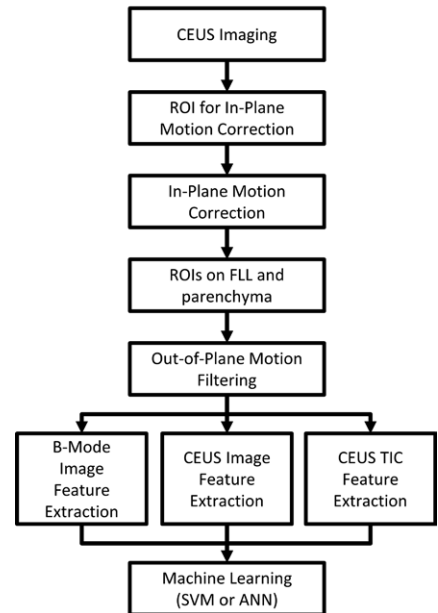 CEUS Imaging
ROI for In-Plane
Motion Correction
In-Plane Motion
Correction
ROIs on FLL and
parenchyma
Out-of-Plane Motion
Filtering
B-Mode
Image
Feature
Extraction
CEUS Image
Feature
Extraction
CEUS TIC
Feature
Extraction
Machine Learning
(SVM or ANN)